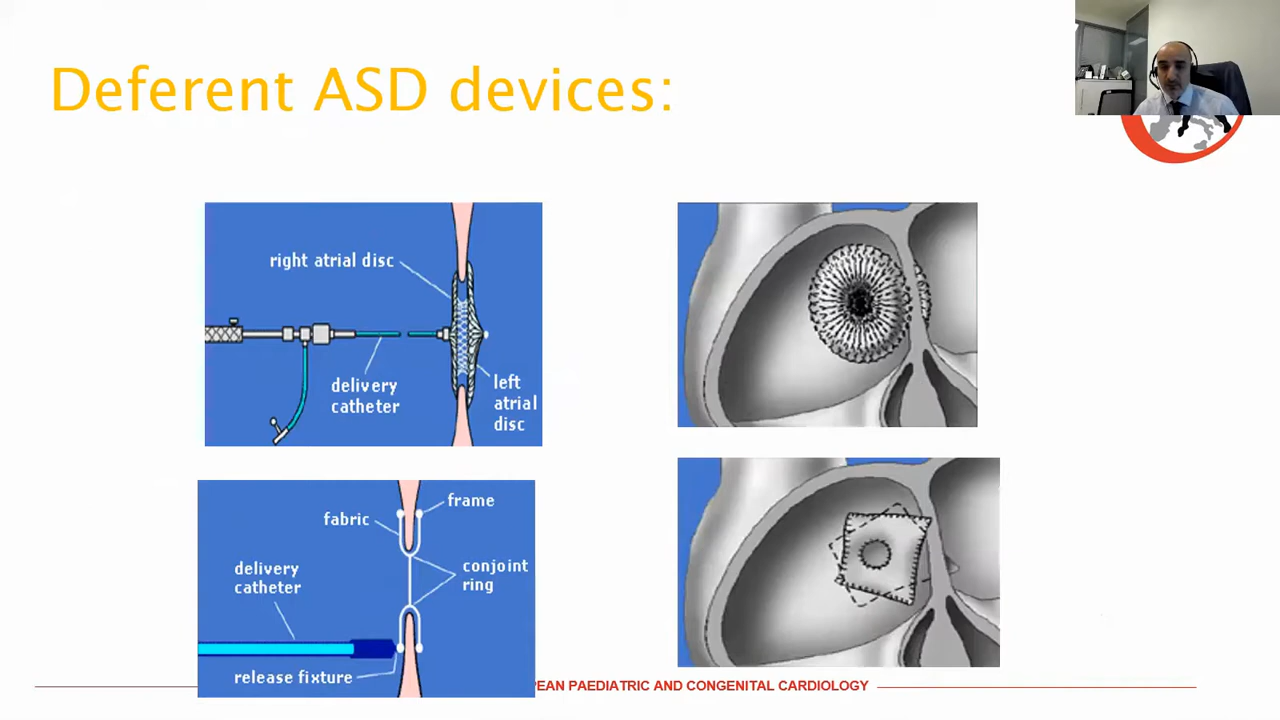 Deferent ASD devices:
right atrial disc
delivery
catheter
left
atrial
disc
frame
fabric
conjoint
ring
delivery
catheter
release fixture
PAEDIATRIC AND CONGENITAL CARDIOLOGY